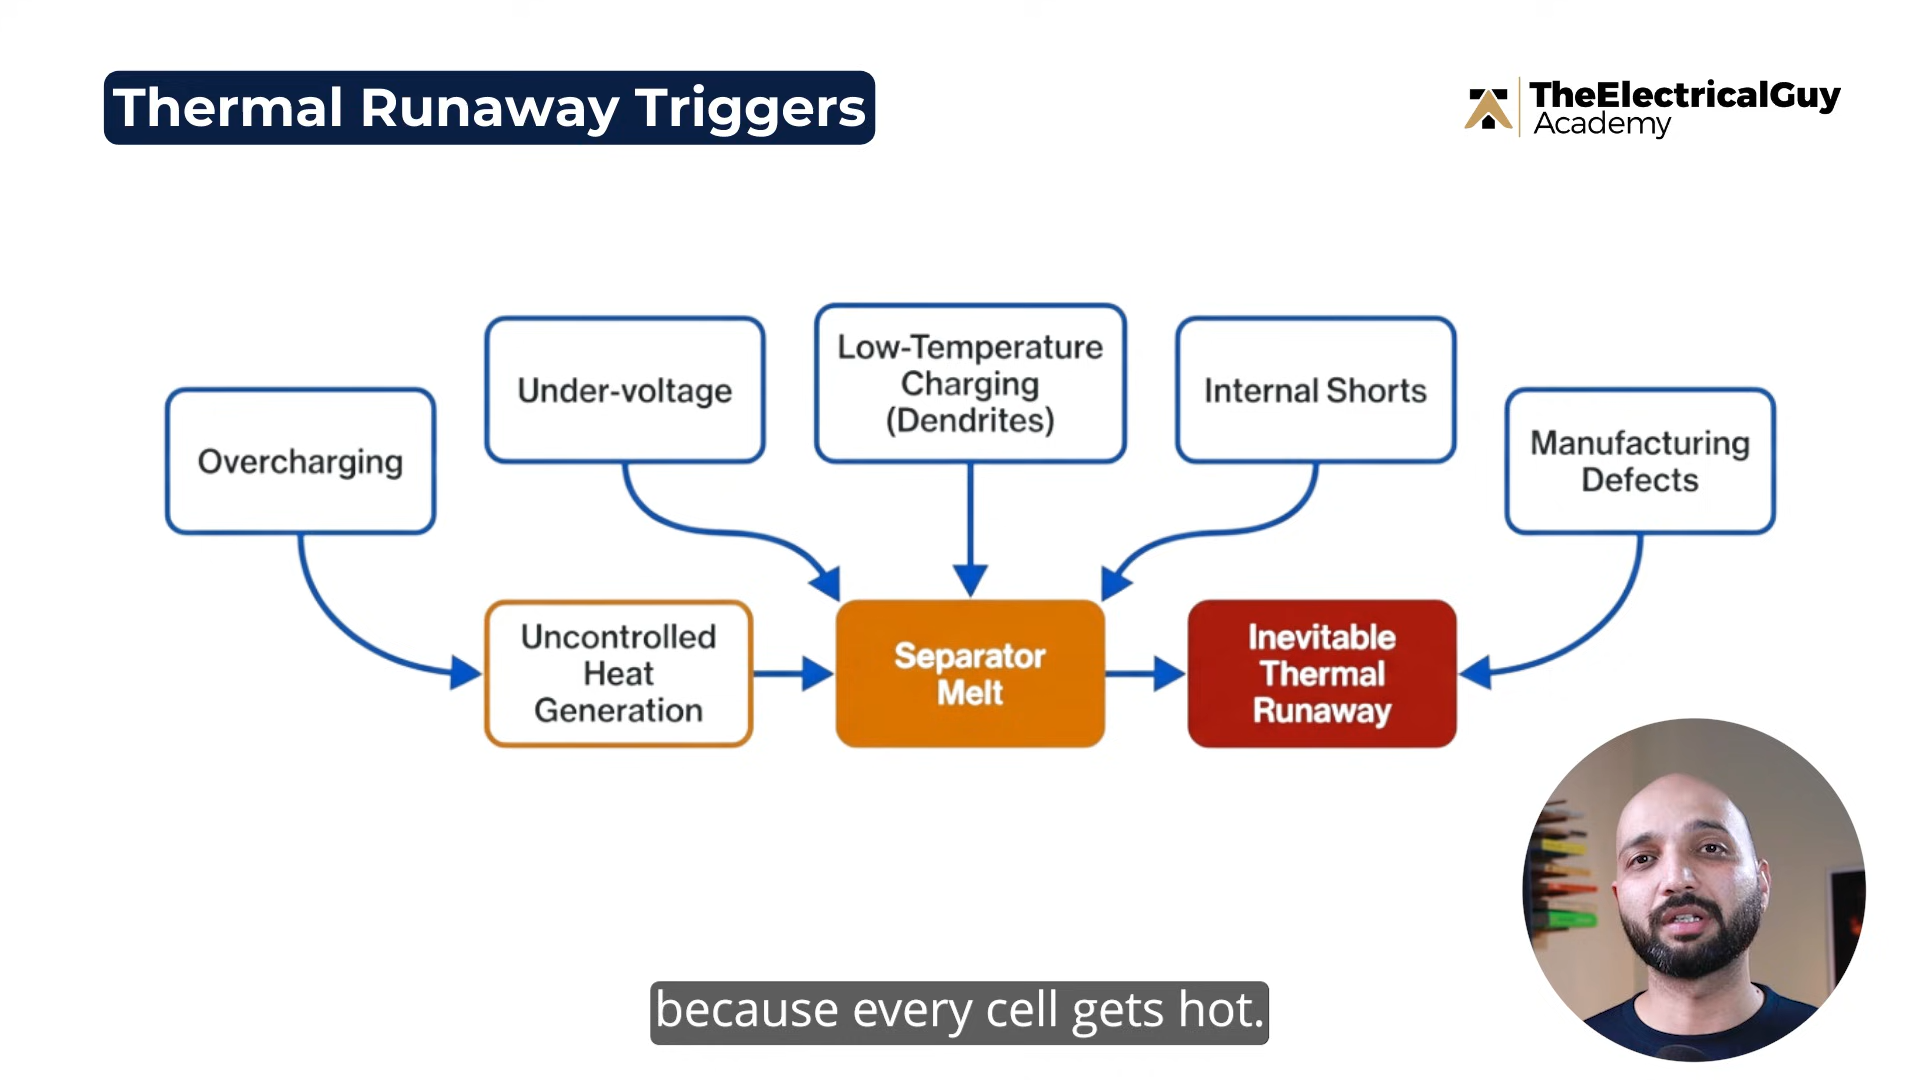 Thermal Runaway Triggers
TheElectricalGuy
Academy
Overcharging
Under-voltage
Low-Temperature
Charging
(Dendrites)
Internal Shorts
Manufacturing
Defects
Uncontrolled
Heat
Generation
Separator
Melt
Inevitable
Thermal
Runaway
because every cell gets hot.